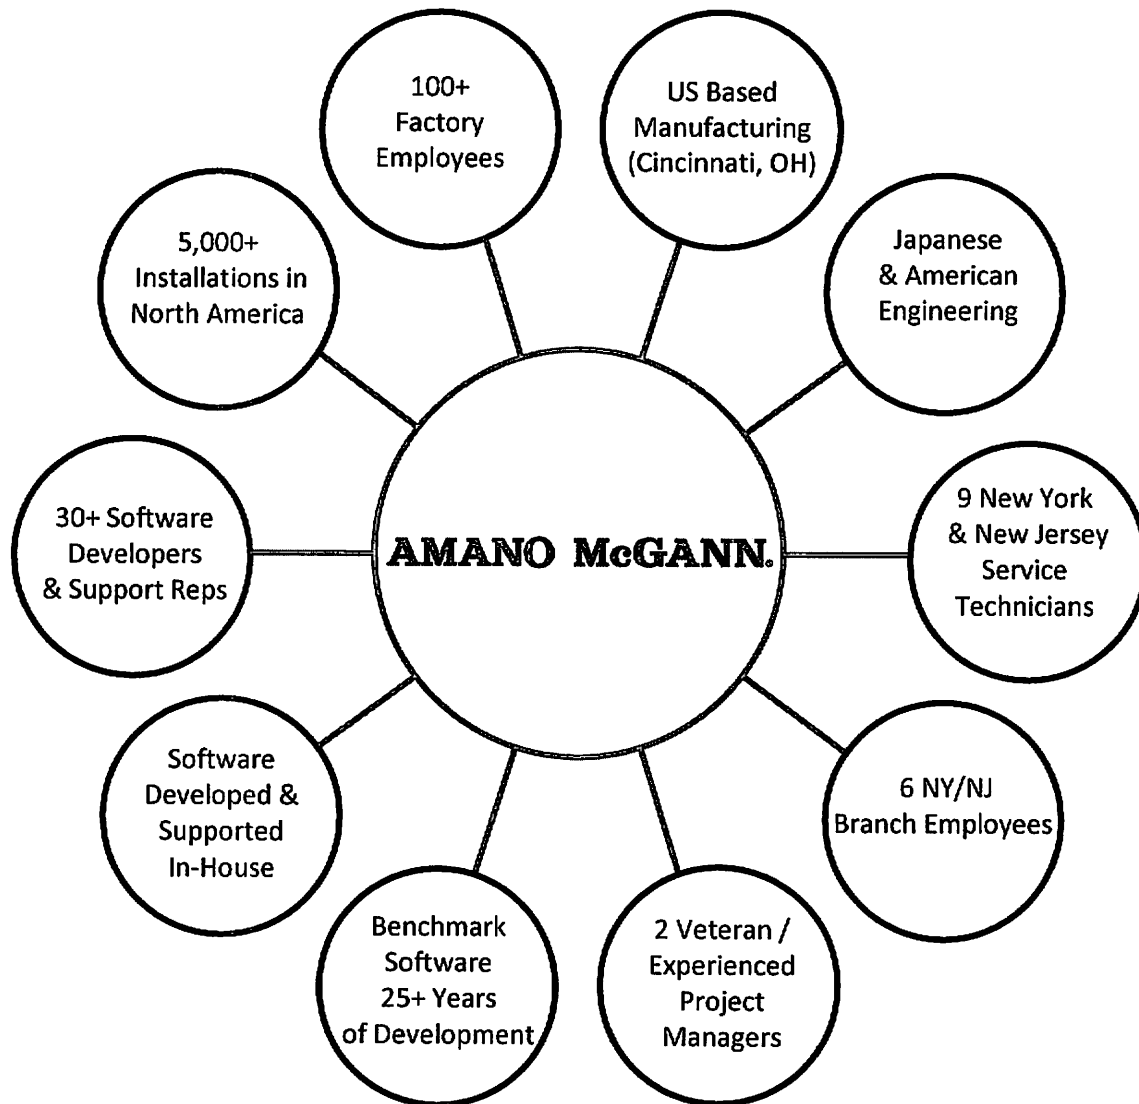 100+
Factory
Employees
US Based
Manufacturing
(Cincinnati, OH)
Japanese
& American
Engineering
9 New York
& New Jersey
Service
Technicians
6 NY/NJ
Branch Employees
2 Veteran /
Experienced
Project
Managers
Benchmark
Software
25+ Years
of Development
Software
Developed &
Supported
In-House
30+ Software
Developers
& Support Reps
5,000+
Installations in
North America
AMANO McGANN.